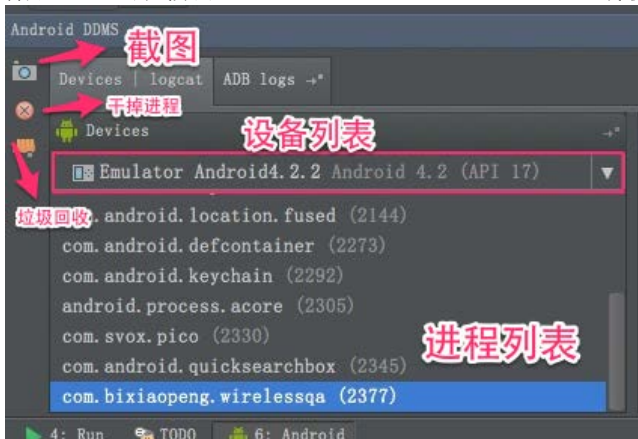 Android DDMS
截图
Devices | logcat
ADB logs
干掉进程
Devices
设备列表
Emulator Android4.2.2 Android 4.2 (API 17)
垃圾回收
com.android.location.fused (2144)
com.android.defcontainer (2273)
com.android.keychain (2292)
android.process.acore (2305)
com.svox.pico (2330)
com.android.quicksearchbox (2345)
进程列表
com.bixiaopeng.wirelessqa (2377)
4: Run
TODO
6: Android